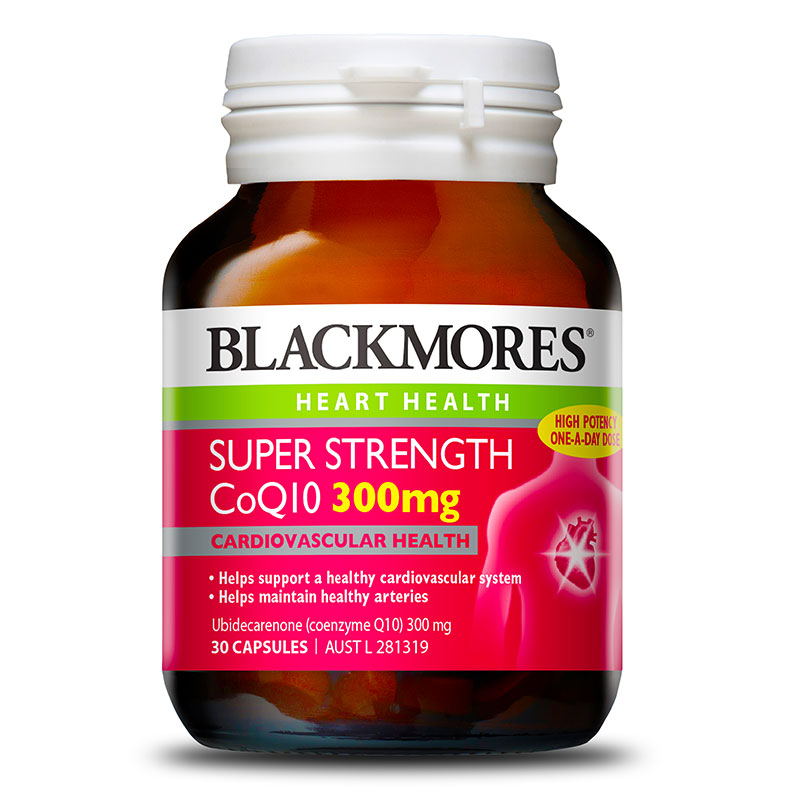 BLACKMORES®
HEART HEALTH
HIGH POTENCY
ONE-A-DAY DOSE
SUPER STRENGTH
CoQ10 300mg
CARDIOVASCULAR HEALTH
• Helps support a healthy cardiovascular system
• Helps maintain healthy arteries
Ubidecarenone (coenzyme Q10) 300 mg
30 CAPSULES | AUST L 281319